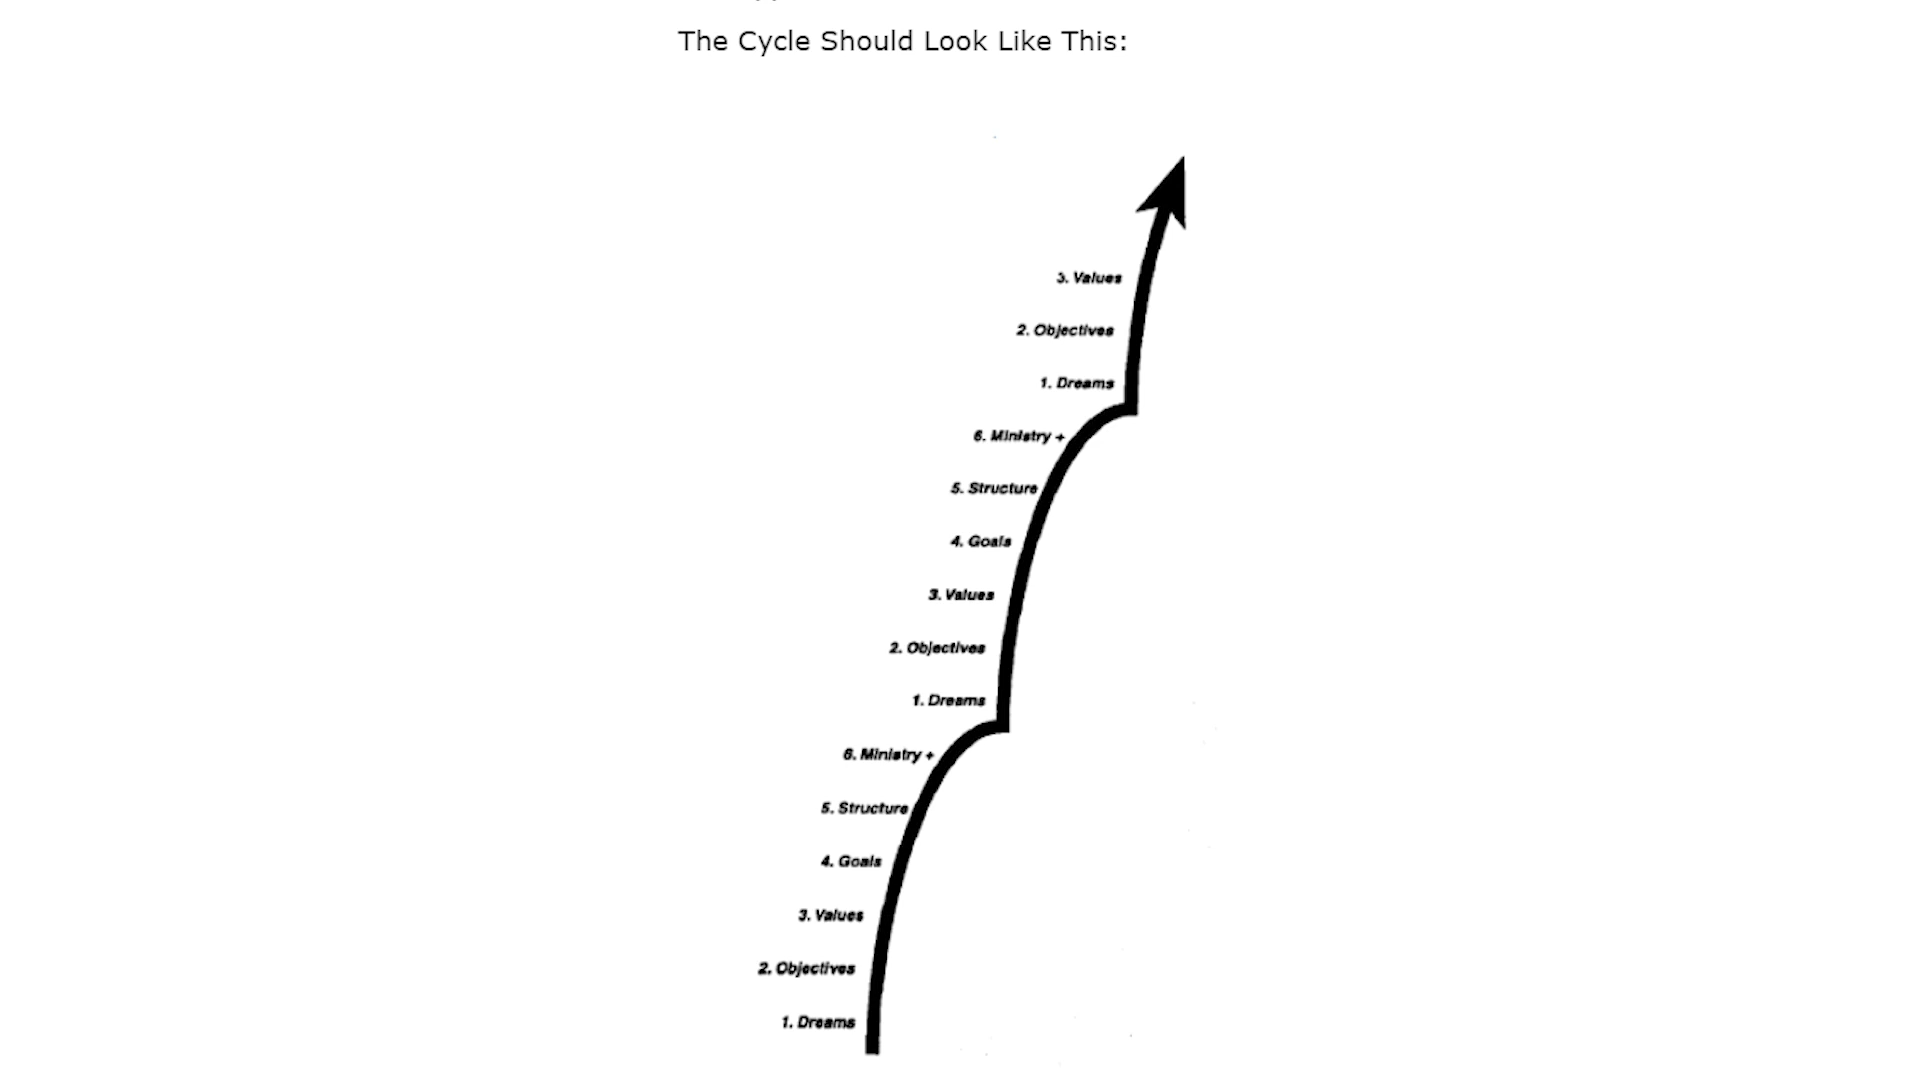 The Cycle Should Look Like This:
3. Values
2. Objectives
1. Dreams
6. Ministry +
5. Structure
4. Goals
3. Values
2. Objectives
1. Dreams
6. Ministry +
5. Structure
4. Goals
3. Values
2. Objectives
1. Dreams